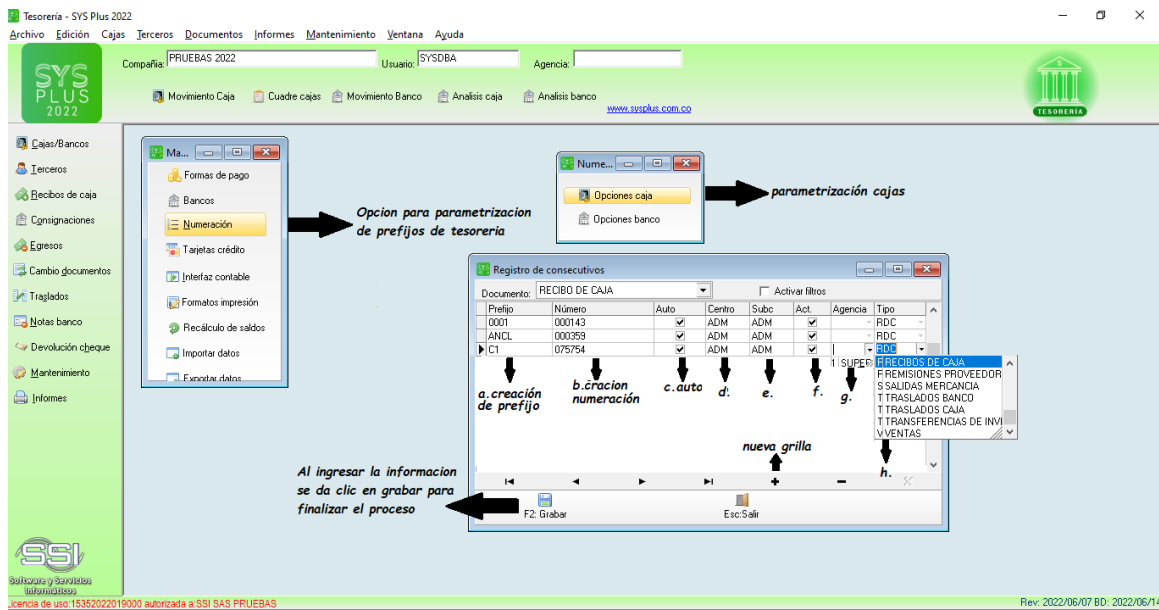 Tesorería - SYS Plus 2022
Archivo Edición Cajas Terceros Documentos Informes Mantenimiento Ventana Ayuda
SYS
PLUS
2022
Compañia: PRUEBAS 2022 Usuario: SYSDBA Agencia:
Movimiento Caja Cuadre cajas Movimiento Banco Analisis caja Analisis banco
www.sysplus.com.co
TESORERIA
Cajas/Bancos
Terceros
Recibos de caja
Consignaciones
Egresos
Cambio documentos
Traslados
Notas banco
Devolución cheque
Mantenimiento
Informes
Ma...
Formas de pago
Bancos
Numeración
Tarjetas crédito
Interfaz contable
Formatos impresión
Recálculo de saldos
Importar datos
Exportar datos
Opcion para parametrizacion
de prefijos de tesoreria
Nume...
Opciones caja
Opciones banco
parametrización cajas
Registro de consecutivos
Documento: RECIBO DE CAJA Activar filtros
Prefijo Número Auto Centro Subc Act. Agencia Tipo
0001 000143 ADM ADM RDC
ANCL 000359 ADM ADM RDC
C1 075754 ADM ADM RDC
1 SUPER
RECIBOS DE CAJA
REMISIONES PROVEEDOR
SALIDAS MERCANCIA
TRASLADOS BANCO
TRASLADOS CAJA
TRANSFERENCIAS DE INVI
VENTAS
a.creación
de prefijo
b.cracion
numeración
c.auto
d.
e.
f.
g.
h.
nueva grilla
Al ingresar la informacion
se da clic en grabar para
finalizar el proceso
F2: Grabar Esc:Salir
SSI
Software y Servicios
Informáticos
Licencia de uso:15352022019000 autorizada a:SSI SAS PRUEBAS
Rev: 2022/06/07 BD: 2022/06/14